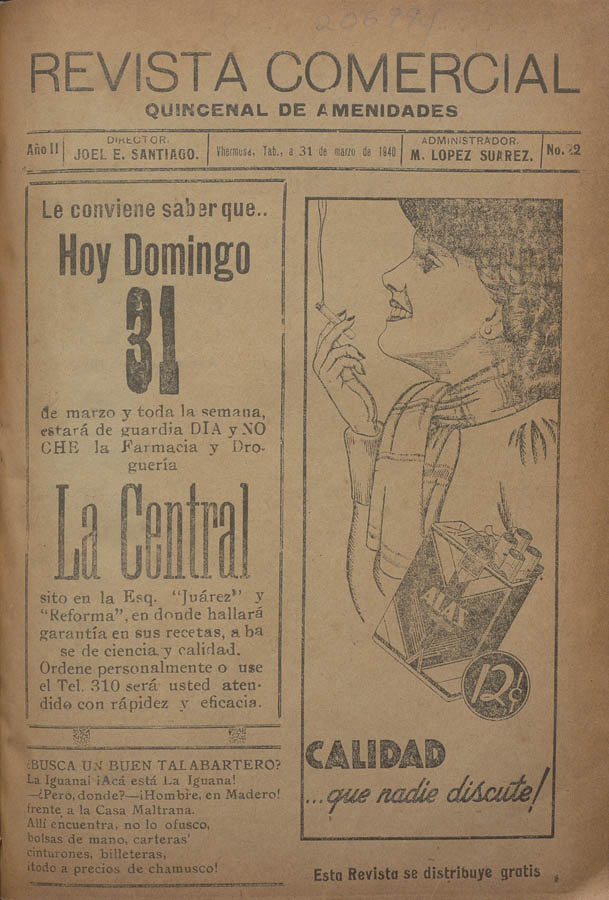 206994
REVISTA COMERCIAL
QUINCENAL DE AMENIDADES
Año II
DIRECTOR.
JOEL E. SANTIAGO.
Vhermosa, Tab., a 31 de marzo de 1940
ADMINISTRADOR.
M. LOPEZ SUAREZ.
No. 22
Le conviene saber que..
Hoy Domingo
31
de marzo y toda la semana,
estará de guardia DIA y NO
CHE la Farmacia y Dro-
guería
La Central
sito en la Esq. "Juárez" y
"Reforma", en donde hallará
garantía en sus recetas, a ba
se de ciencia y calidad.
Ordene personalmente o use
el Tel. 310 será usted aten-
dido con rápidez y eficacia.
¿BUSCA UN BUEN TALABARTERO?
La Iguana! ¡Acá está La Iguana!
—¿Pero, donde?—¡Hombre, en Madero!
frente a la Casa Maltrana.
Allí encuentra, no lo ofusco,
bolsas de mano, carteras'
cinturones, billeteras,
¡todo a precios de chamusco!
ALAS
12 ¢
CALIDAD
...que nadie discute!
Esta Revista se distribuye gratis